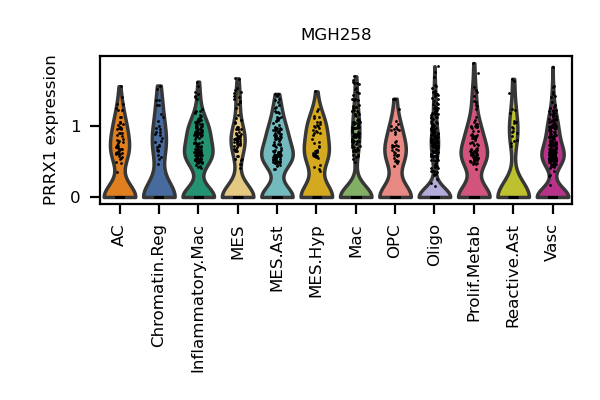 MGH258
PRRX1 expression
1
0
AC
Chromatin.Reg
Inflammatory.Mac
MES
MES.Ast
MES.Hyp
Mac
OPC
Oligo
Prolif.Metab
Reactive.Ast
Vasc